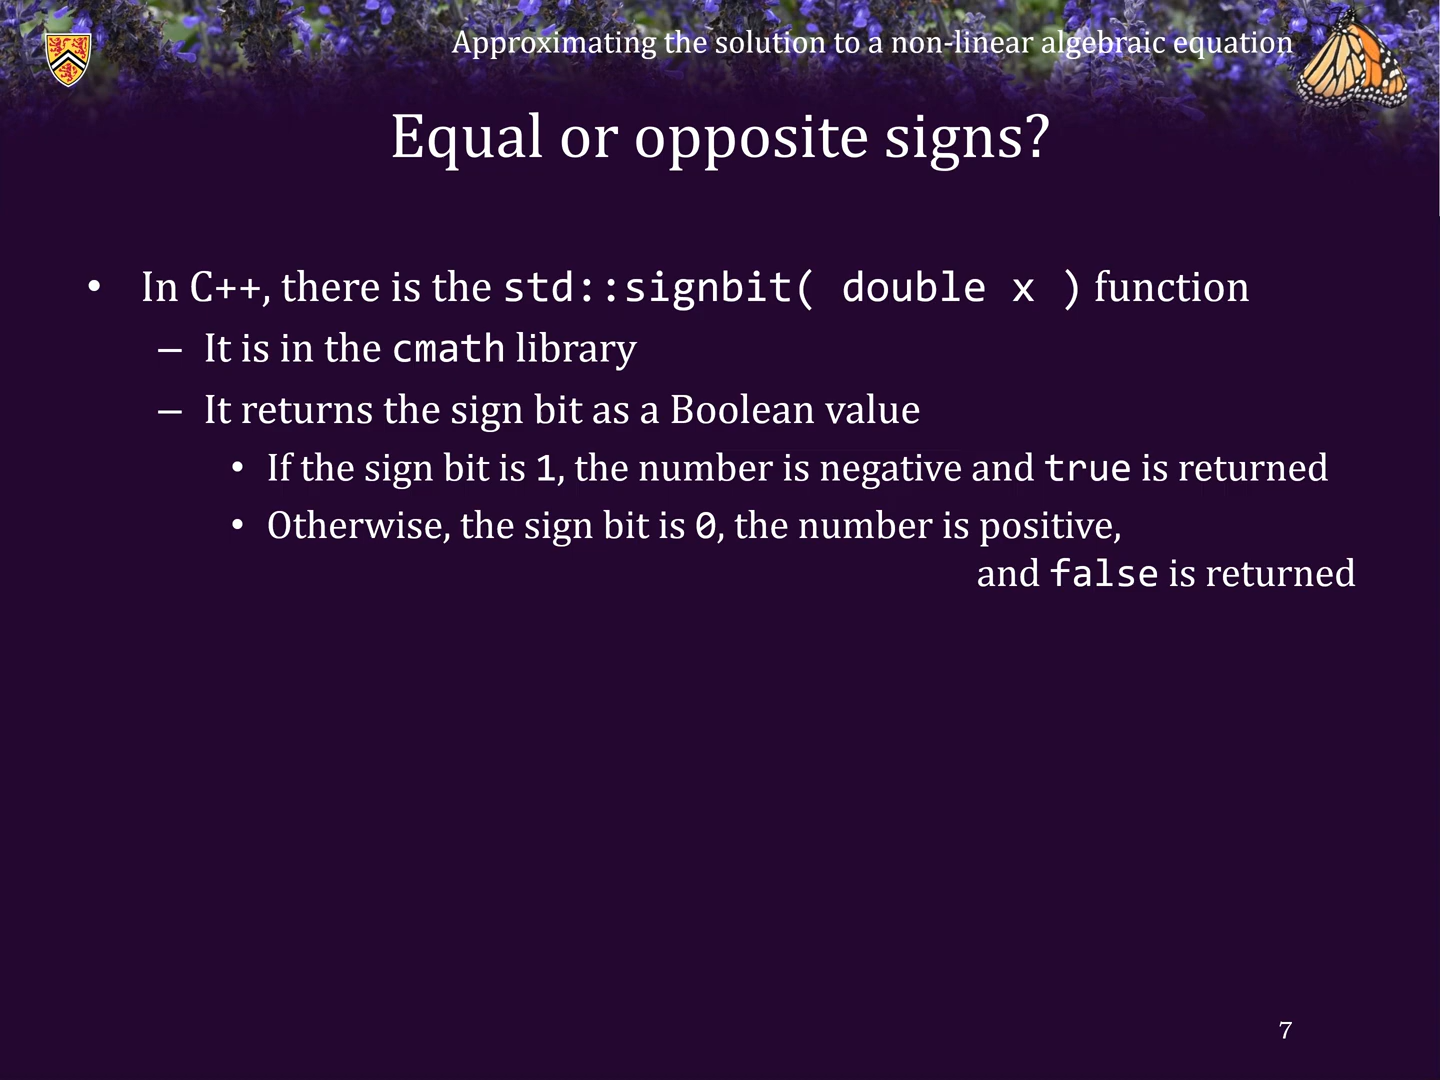 Approximating the solution to a non-linear algebraic equation
Equal or opposite signs?
• In C++, there is the std::signbit( double x ) function
– It is in the cmath library
– It returns the sign bit as a Boolean value
• If the sign bit is 1, the number is negative and true is returned
• Otherwise, the sign bit is 0, the number is positive,
and false is returned
7